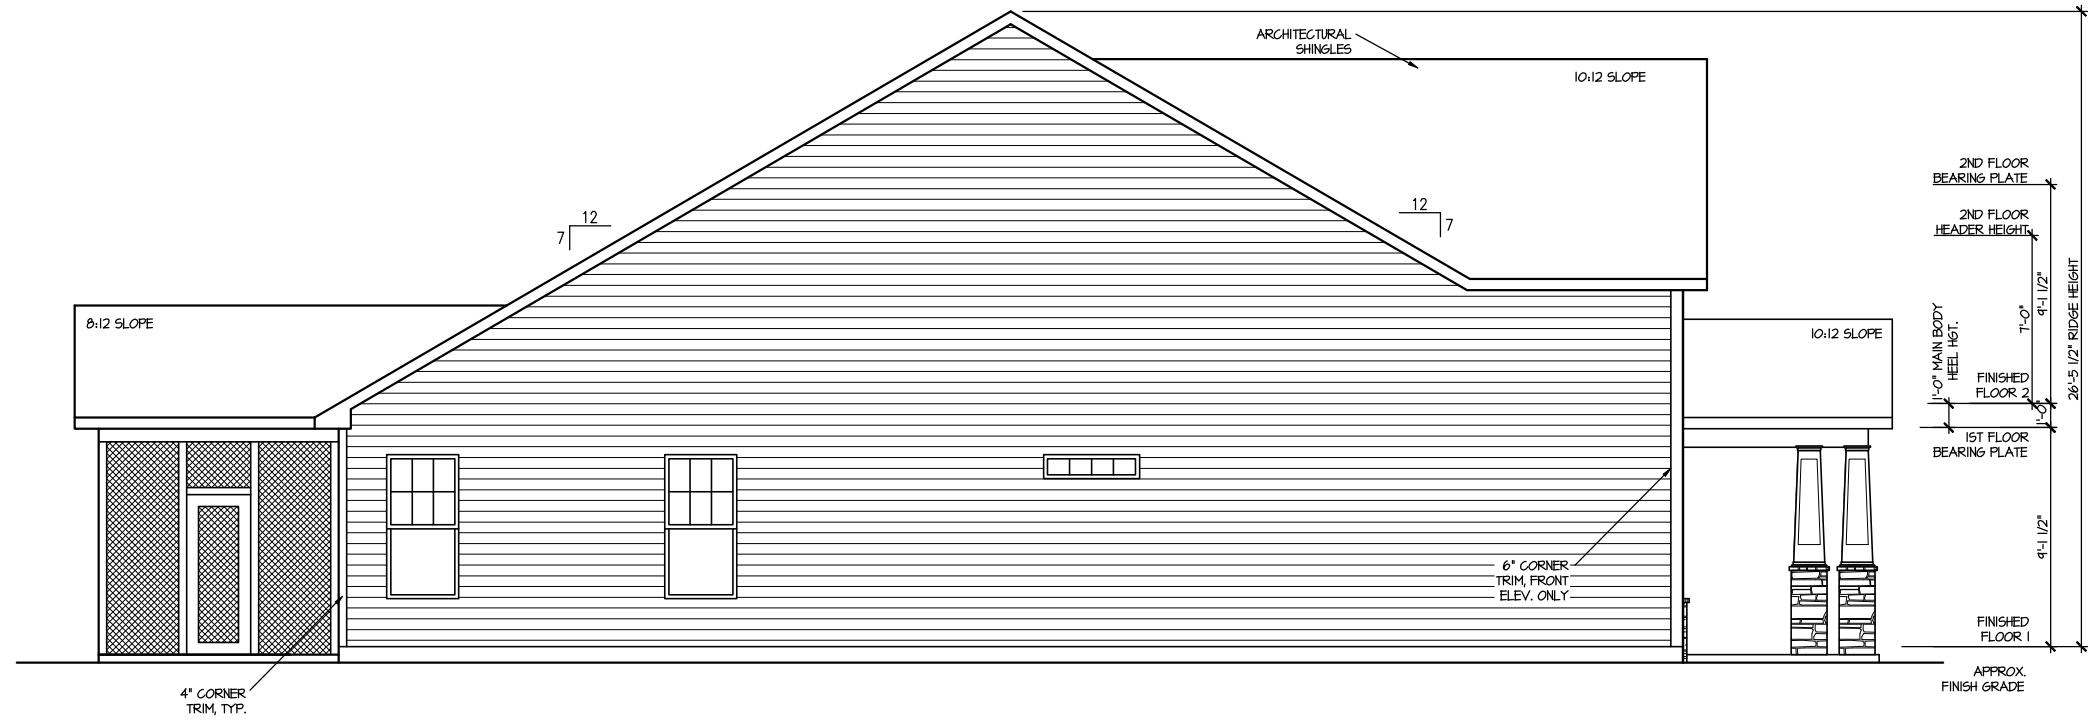 ARCHITECTURAL
SHINGLES
10:12 SLOPE
12
7
12
7
8:12 SLOPE
10:12 SLOPE
2ND FLOOR
BEARING PLATE
2ND FLOOR
HEADER HEIGHT
9'-1 1/2"
7'-0"
26'-5 1/2" RIDGE HEIGHT
1'-0" MAIN BODY
HEEL HGT.
FINISHED
FLOOR 2
1'-0"
1ST FLOOR
BEARING PLATE
9'-1 1/2"
6" CORNER
TRIM, FRONT
ELEV. ONLY
FINISHED
FLOOR 1
APPROX.
FINISH GRADE
4" CORNER
TRIM, TYP.